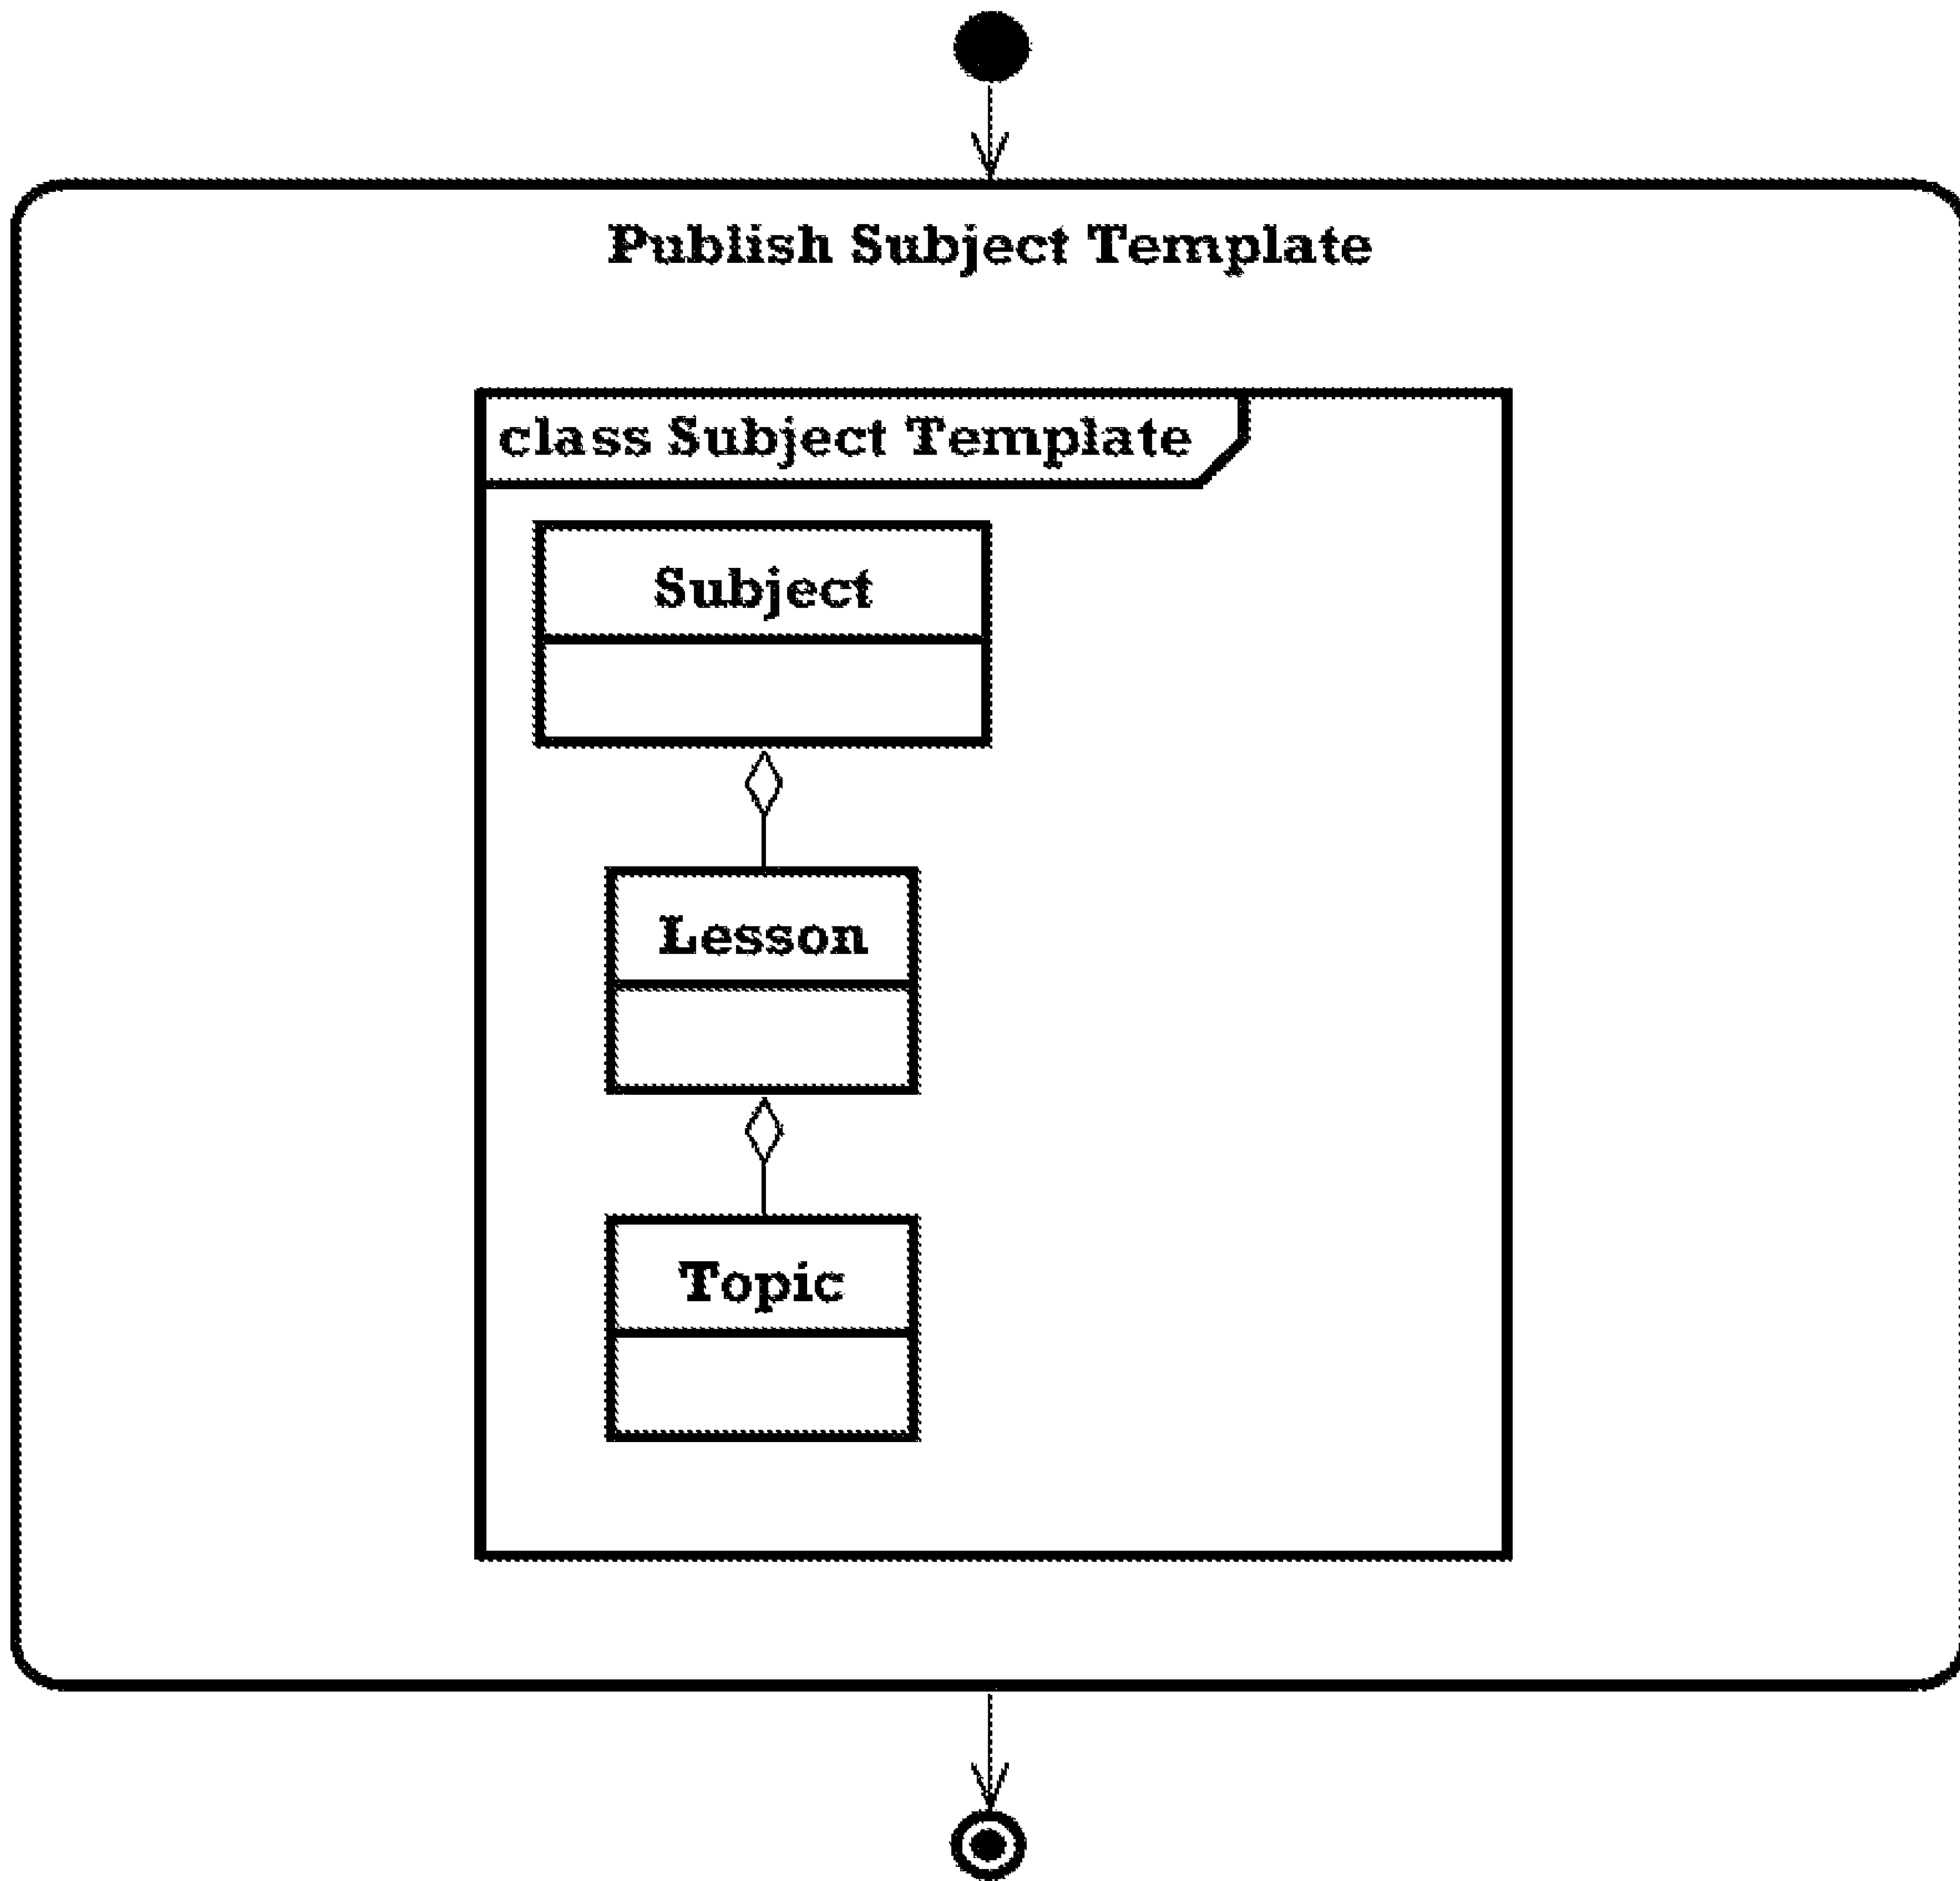 Publish Subject Template
class Subject Template
Subject
Lesson
Topic